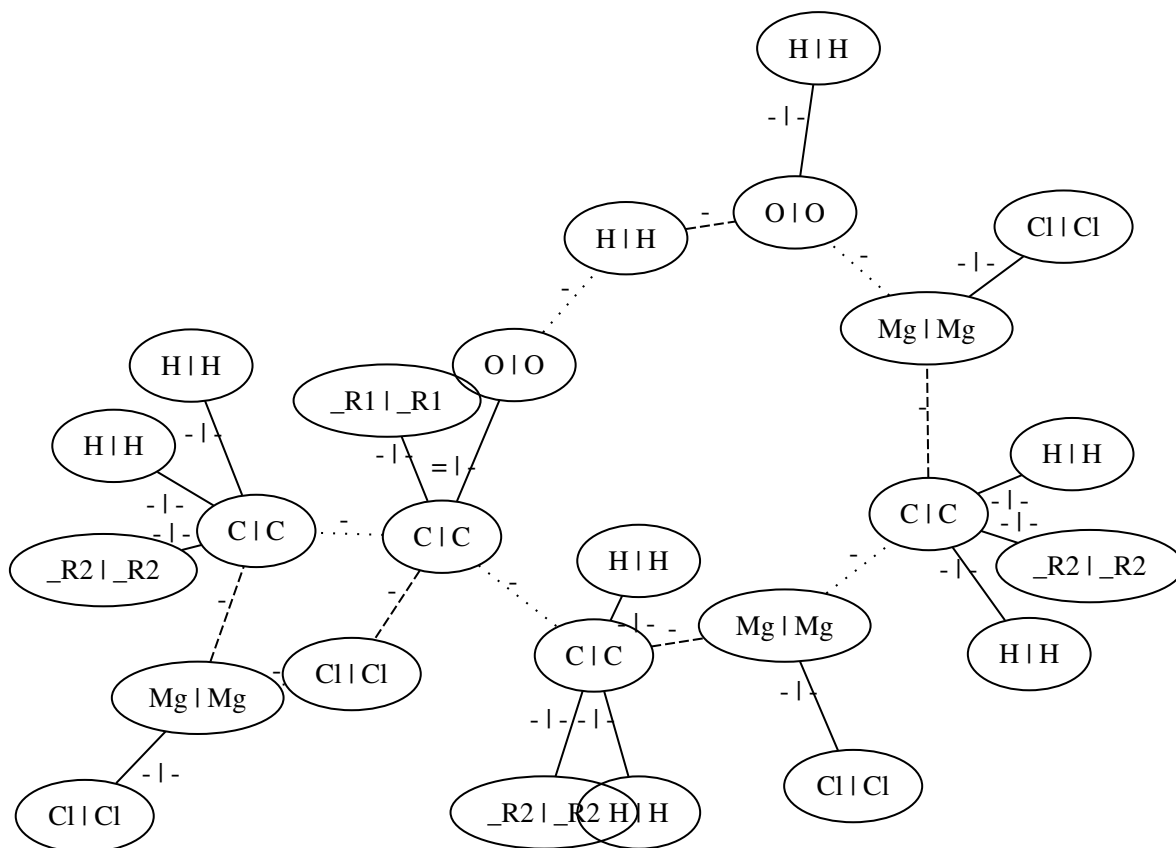 H | H
- | -
O | O
-
H | H
Cl | Cl
- | -
-
-
Mg | Mg
H | H
O | O
_R1 | _R1
-
H | H
- | -
H | H
- | -
= | -
- | -
- | -
- | -
C | C
-
C | C
C | C
- | -
_R2 | _R2
H | H
-
- | -
_R2 | _R2
-
-
-
Mg | Mg
- | -
-
C | C
H | H
-
Cl | Cl
Mg | Mg
- | -
- | -
- | -
- | -
Cl | Cl
Cl | Cl
_R2 | _R2
H | H